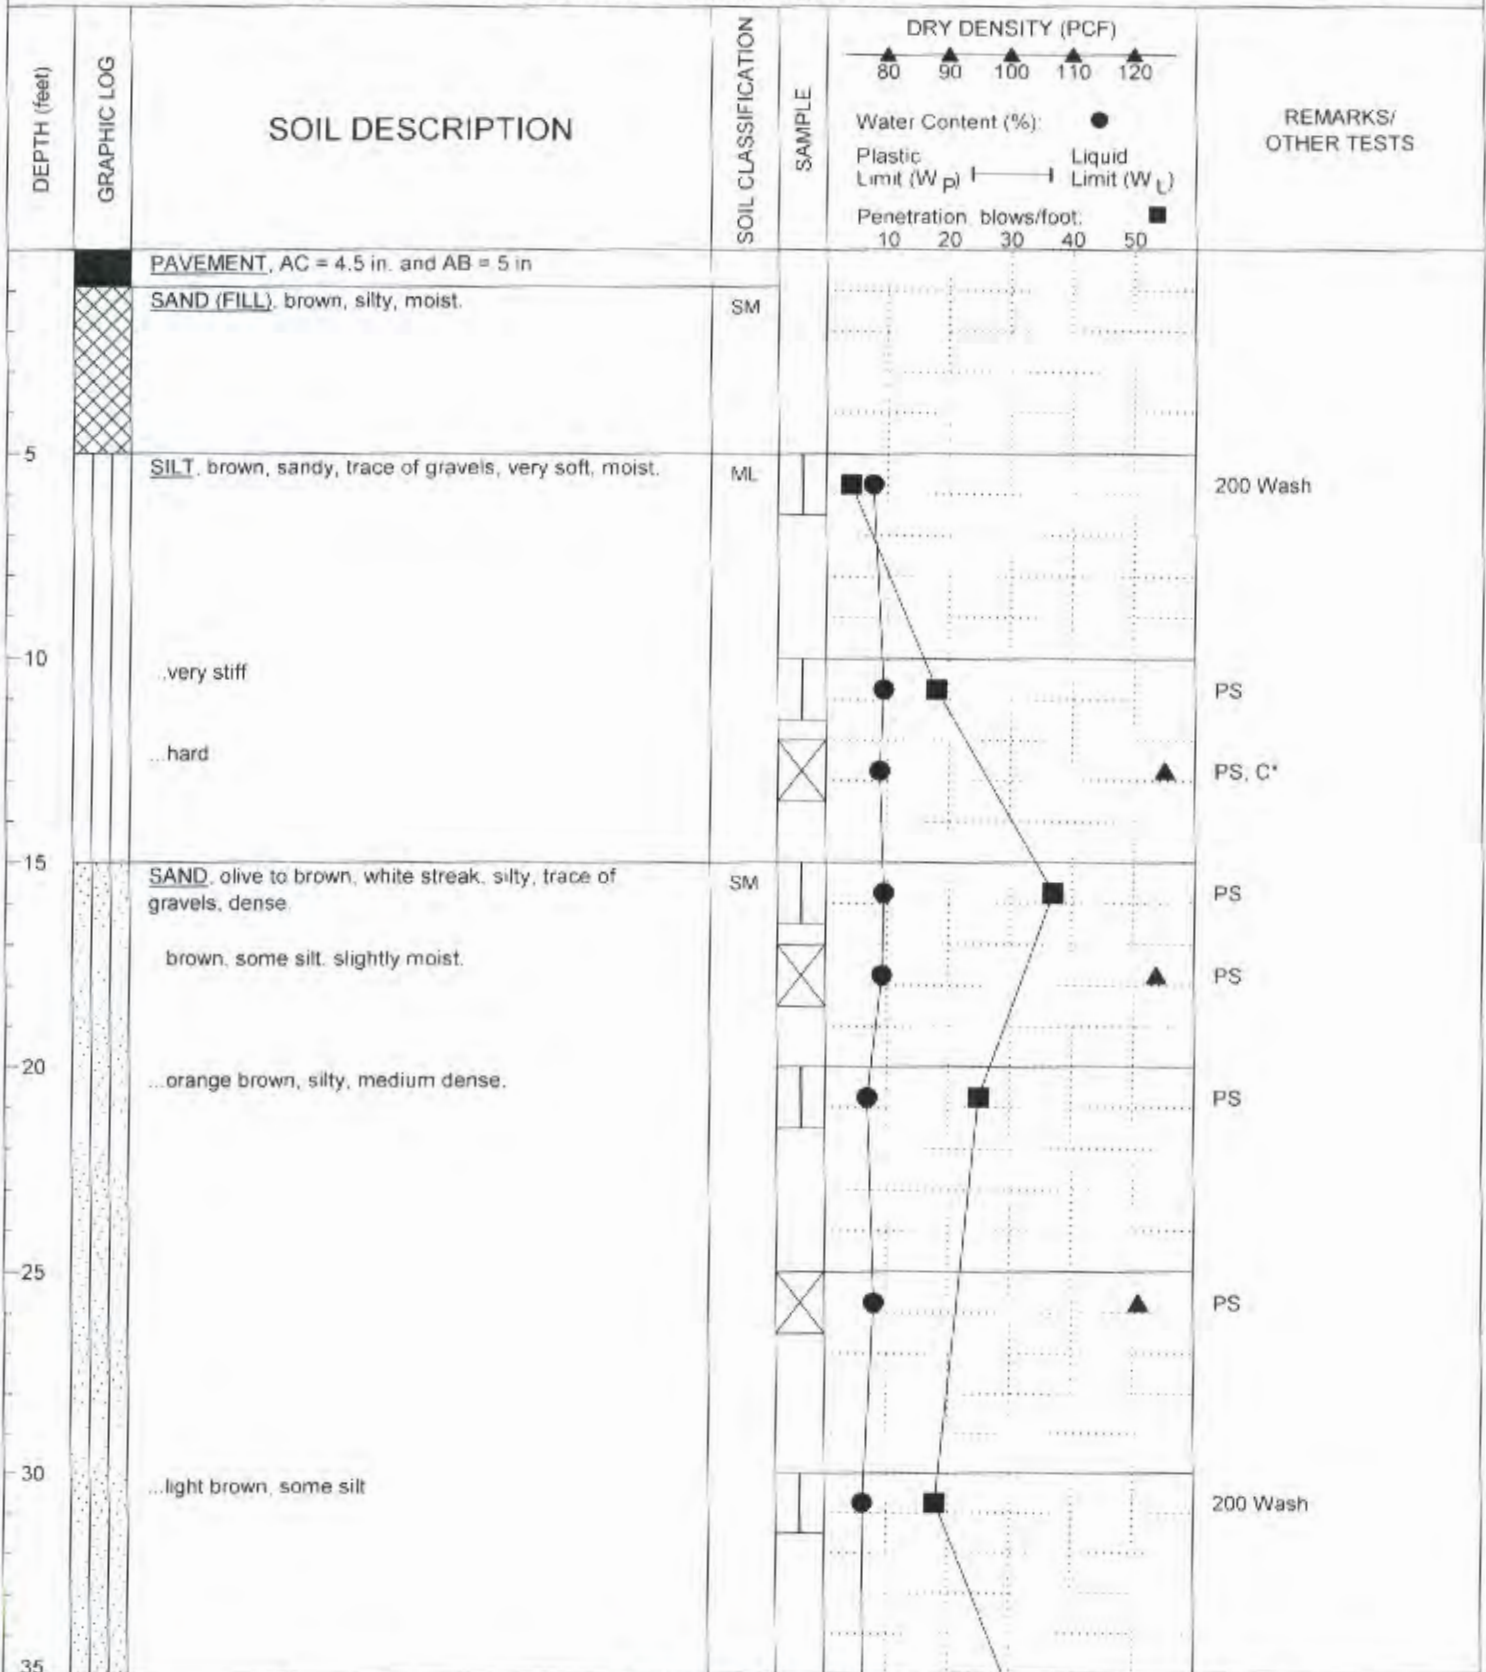 DEPTH (feet)
GRAPHIC LOG
SOIL DESCRIPTION
SOIL CLASSIFICATION
SAMPLE
DRY DENSITY (PCF)
80 90 100 110 120
Water Content (%):
Plastic Limit (W P)
Liquid Limit (W L)
Penetration, blows/foot:
10 20 30 40 50
REMARKS/
OTHER TESTS
PAVEMENT, AC = 4.5 in. and AB = 5 in
SAND (FILL), brown, silty, moist.
SM
5
SILT, brown, sandy, trace of gravels, very soft, moist.
ML
200 Wash
10
...very stiff
PS
...hard
PS, C*
15
SAND, olive to brown, white streak, silty, trace of
gravels, dense.
SM
PS
brown, some silt, slightly moist.
PS
20
...orange brown, silty, medium dense.
PS
25
PS
30
...light brown, some silt
200 Wash
35